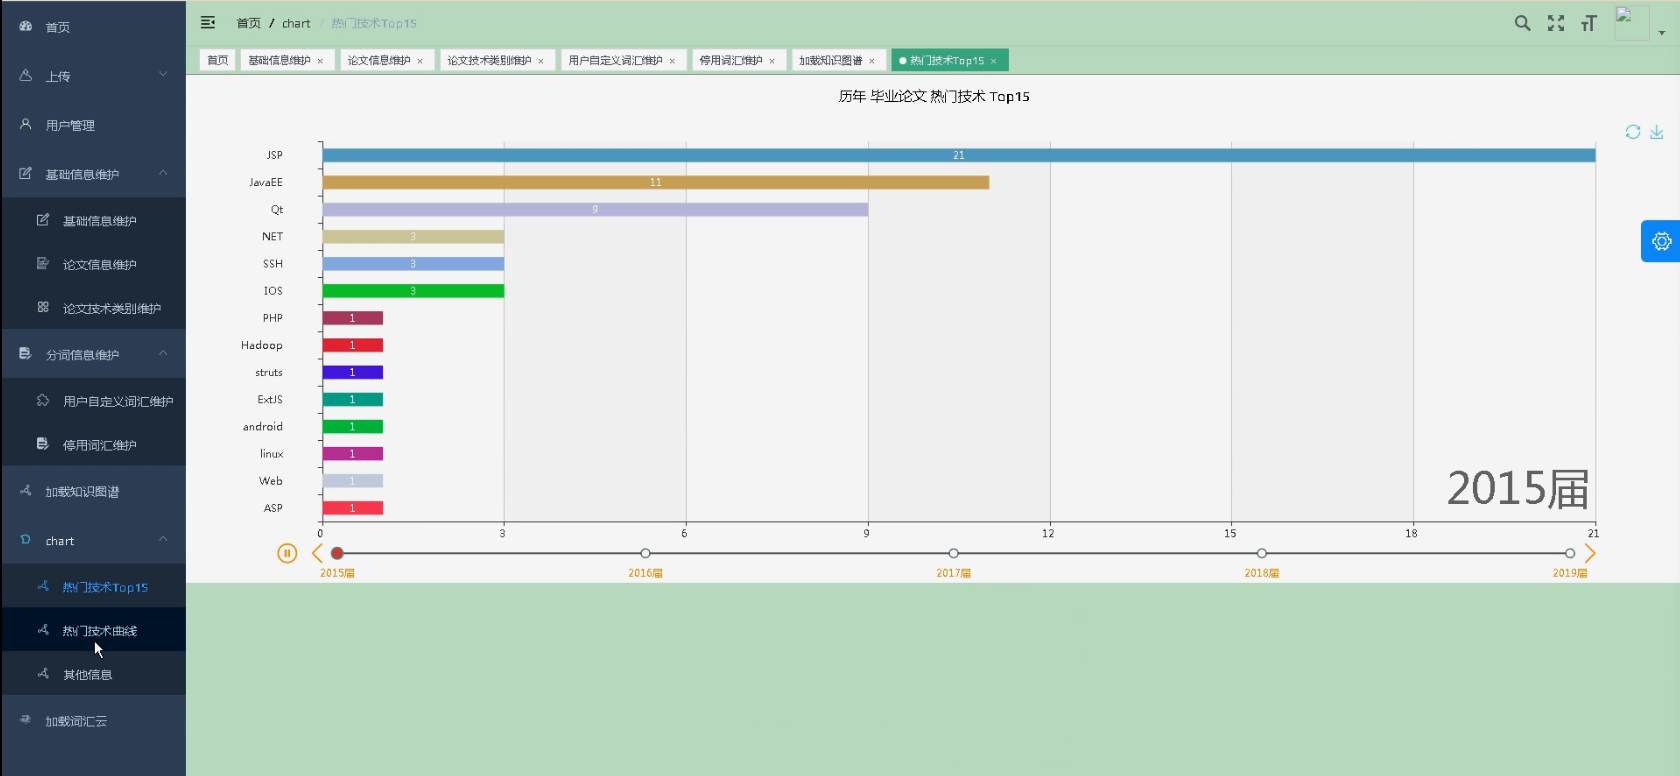 首页
上传
用户管理
基础信息维护
基础信息维护
论文信息维护
论文技术类别维护
分词信息维护
用户自定义词汇维护
停用词汇维护
加载知识图谱
chart
热门技术Top15
热门技术曲线
其他信息
加载词汇云
首页 / chart / 热门技术Top15
首页 基础信息维护 × 论文信息维护 × 论文技术类别维护 × 用户自定义词汇维护 × 停用词汇维护 × 加载知识图谱 × 热门技术Top15 ×
历年 毕业论文 热门技术 Top15
JSP 21
JavaEE 11
Qt 9
NET 3
SSH 3
IOS 3
PHP 1
Hadoop 1
struts 1
ExtJS 1
android 1
linux 1
Web 1
ASP 1
2015届
0 3 6 9 12 15 18 21
2015届 2016届 2017届 2018届 2019届